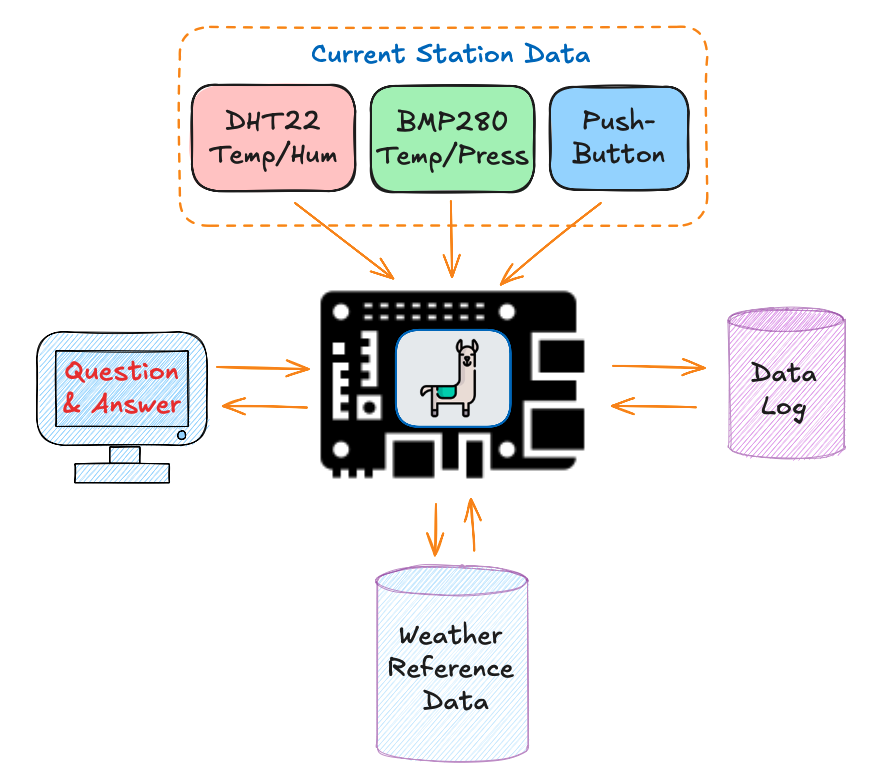 Current Station Data
DHT22
Temp/Hum
BMP280
Temp/Press
Push-
Button
Question
& Answer
Data
Log
Weather
Reference
Data